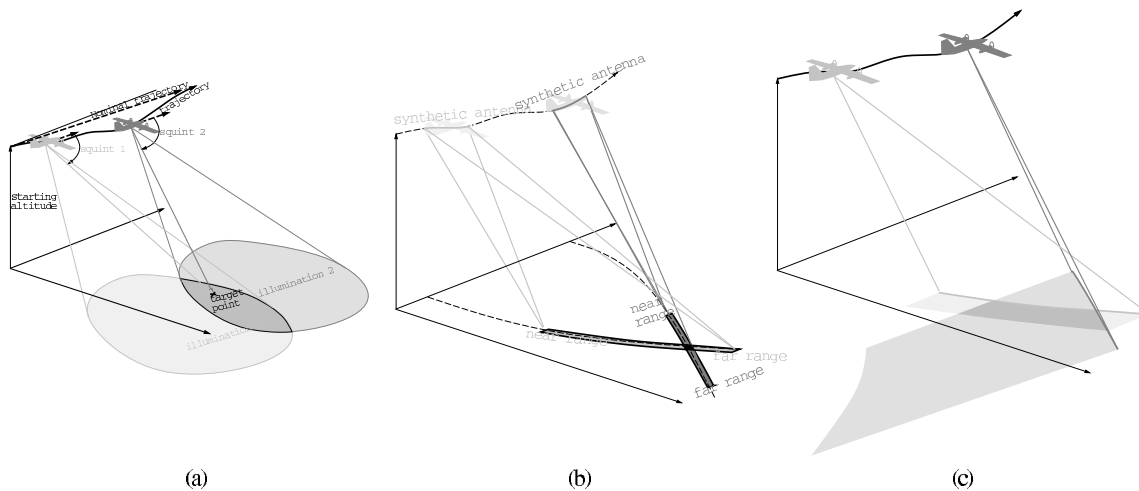 Nominal trajectory
trajectory
squint 2
squint 1
Starting
altitude
illumination 2
target
point
illumination
(a)
synthetic antenna
synthetic antenna
near
range
near range
far range
far range
(b)
(c)